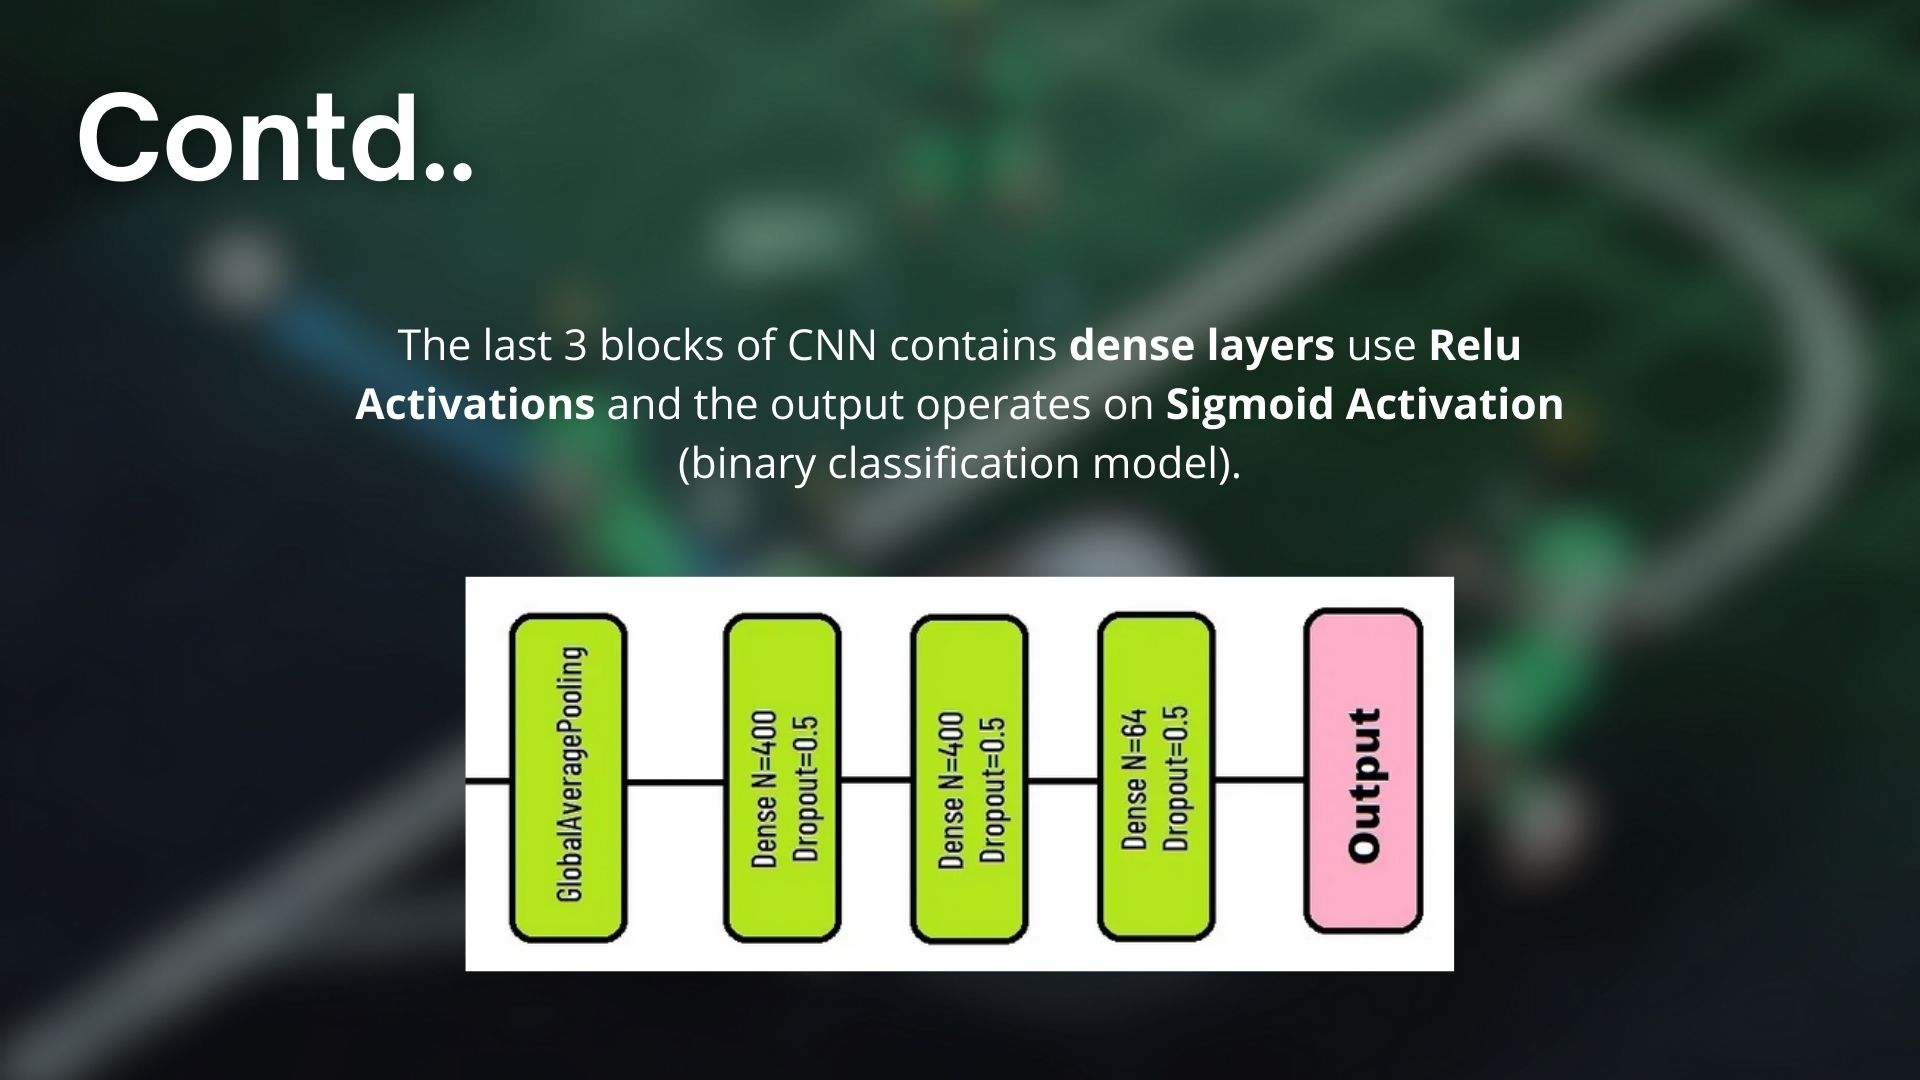 Contd..
The last 3 blocks of CNN contains dense layers use Relu
Activations and the output operates on Sigmoid Activation
(binary classification model).
GlobalAveragePooling
Dense N=400
Dropout=0.5
Dense N=400
Dropout=0.5
Dense N=64
Dropout=0.5
Output